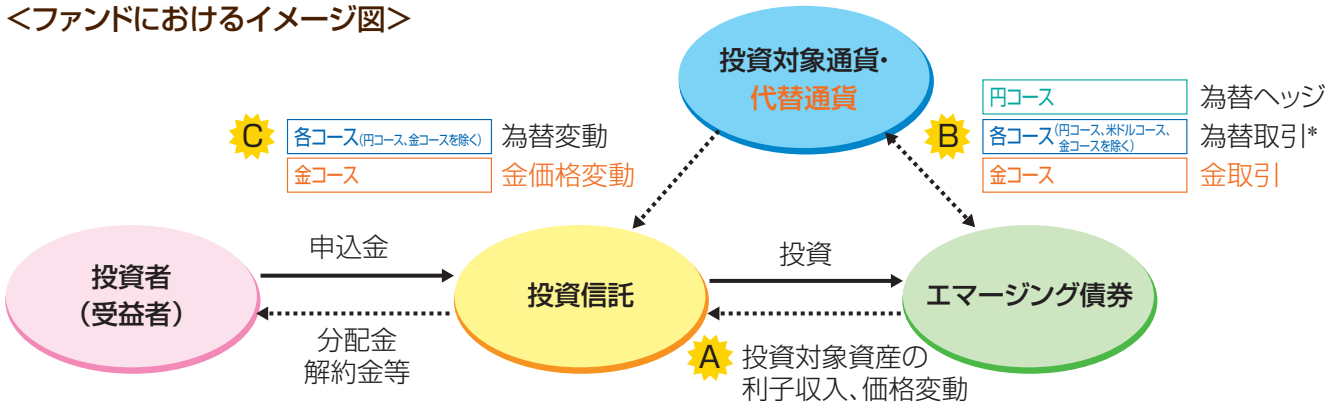 <ファンドにおけるイメージ図>
投資対象通貨・
代替通貨
C
各コース(円コース、金コースを除く) 為替変動
金コース 金価格変動
B
円コース 為替ヘッジ
各コース(円コース、米ドルコース、
金コースを除く) 為替取引*
金コース 金取引
投資者
(受益者)
申込金
分配金
解約金等
投資信託
投資
A 投資対象資産の
利子収入、価格変動
エマージング債券